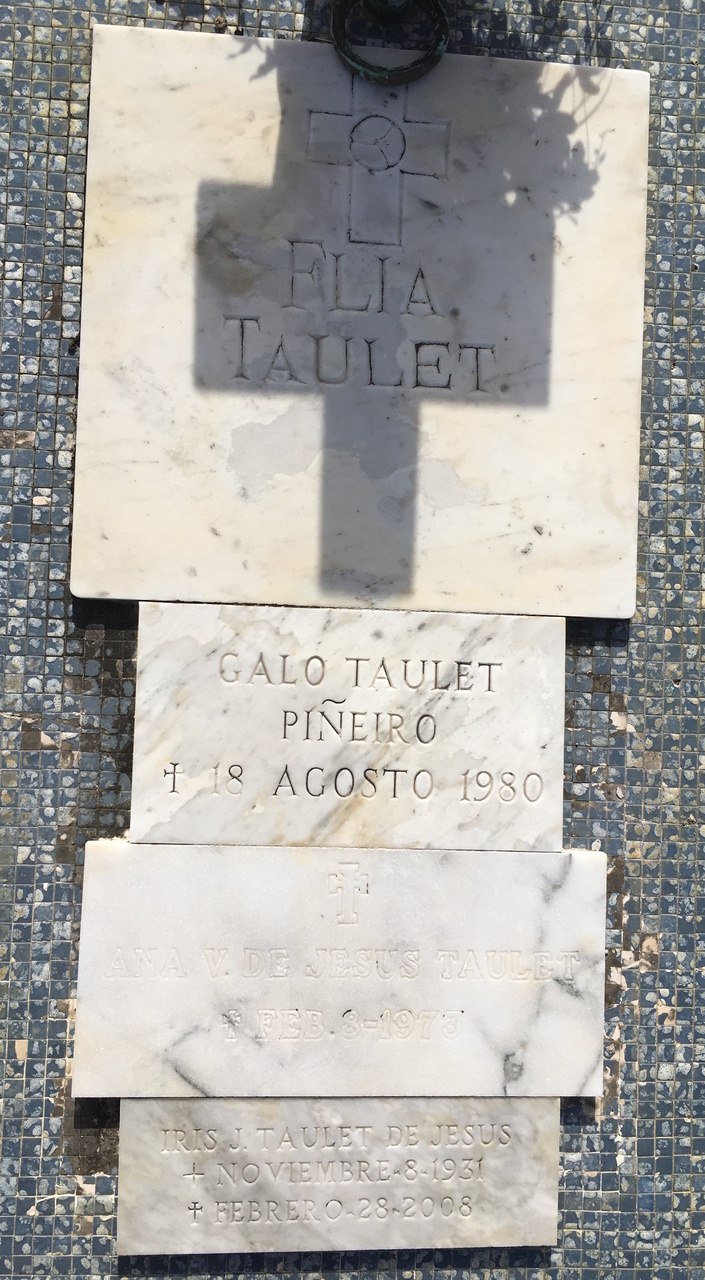 FLIA
TAULET
GALO TAULET
PIÑEIRO
✝ 18 AGOSTO 1980
ANA V. DE JESUS TAULET
✝ FEB. 8-1973
IRIS J. TAULET DE JESUS
+ NOVIEMBRE-8-1931
✝ FEBRERO-28-2008